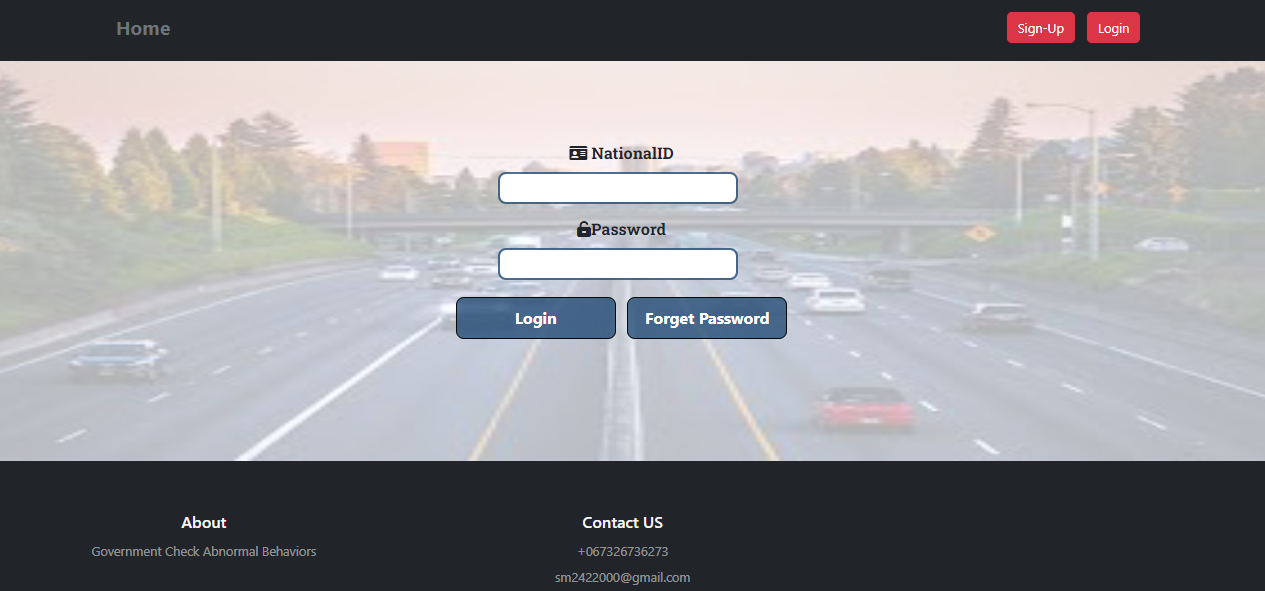 Home Sign-Up Login
NationalID
Password
Login Forget Password
About Contact US
Government Check Abnormal Behaviors +067326736273
sm2422000@gmail.com